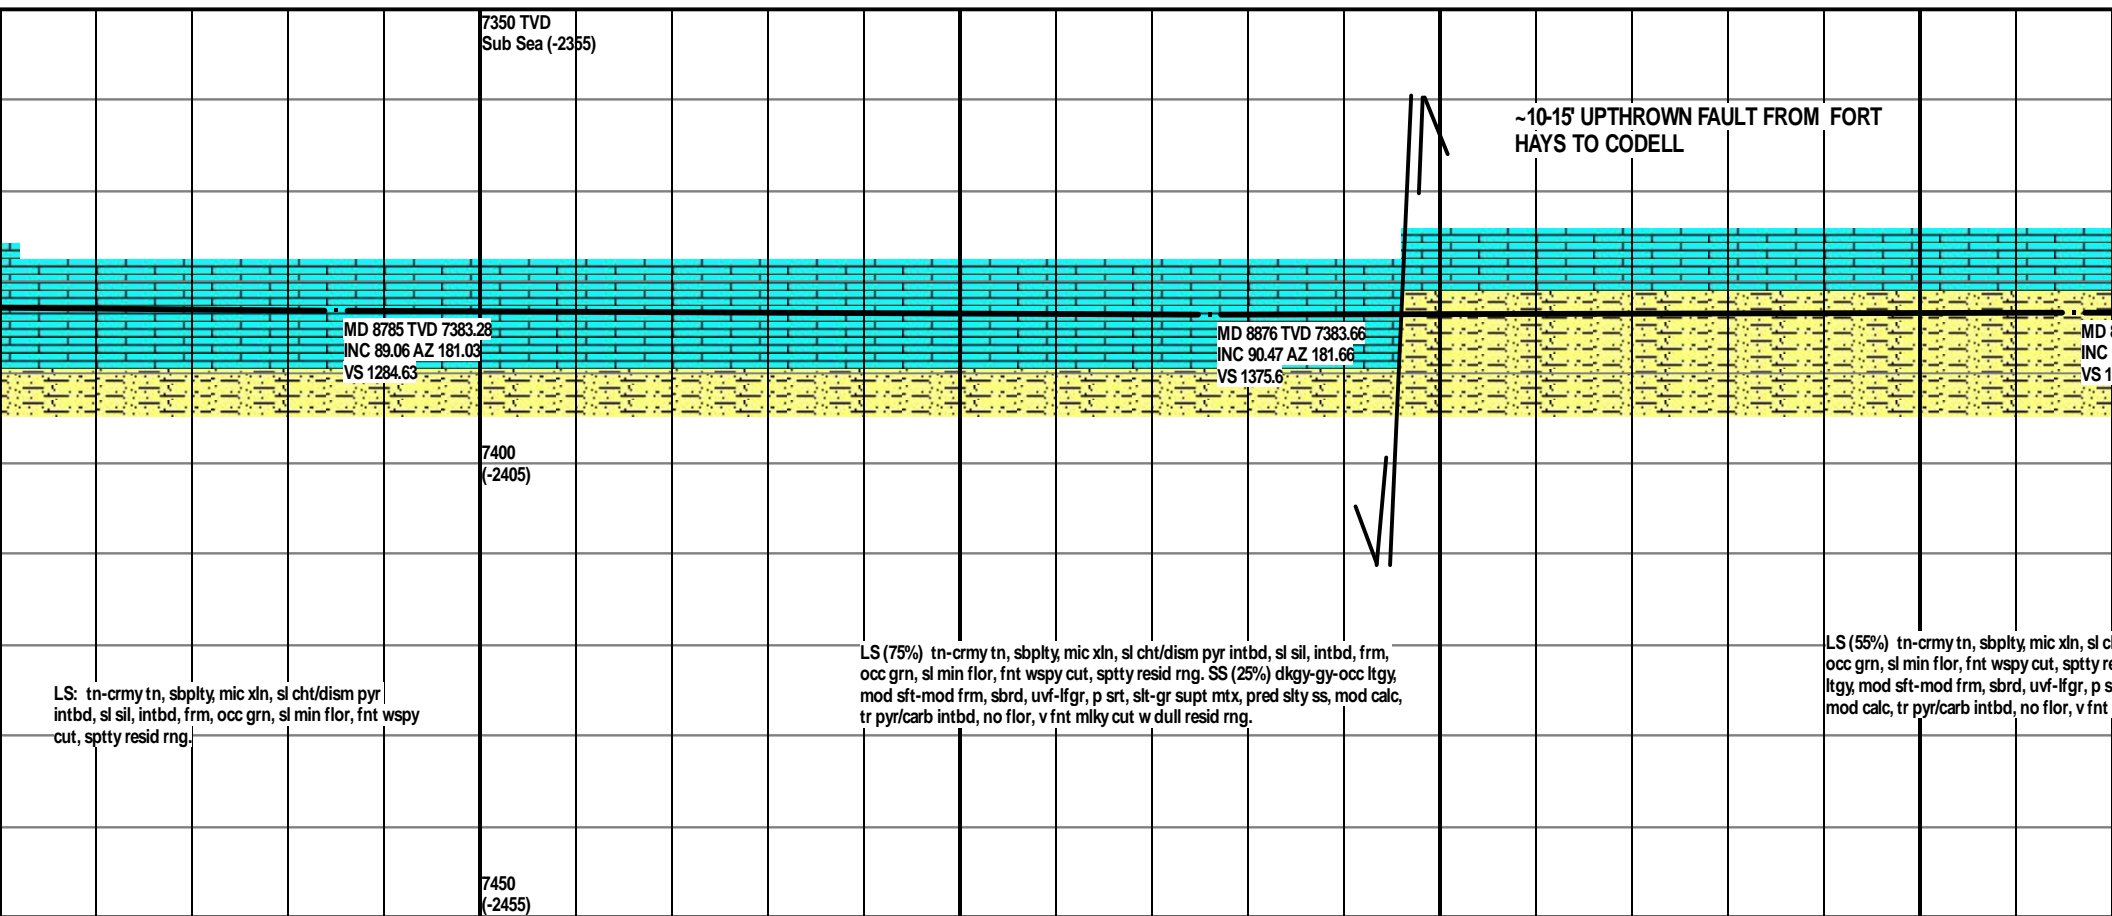 7350 TVD
Sub Sea (-2355)
~10-15' UPTHROWN FAULT FROM FORT
HAYS TO CODELL
MD 8785 TVD 7383.28
INC 89.06 AZ 181.03
VS 1284.63
MD 8876 TVD 7383.66
INC 90.47 AZ 181.66
VS 1375.6
MD
INC
VS 1
7400
(-2405)
LS: tn-crmy tn, sbplty, mic xln, sl cht/dism pyr
intbd, sl sil, intbd, frm, occ grn, sl min flor, fnt wspy
cut, sptty resid rng.
LS (75%) tn-crmy tn, sbplty, mic xln, sl cht/dism pyr intbd, sl sil, intbd, frm,
occ grn, sl min flor, fnt wspy cut, sptty resid rng. SS (25%) dkgy-gy-occ ltgy,
mod sft-mod frm, sbrd, uvf-lfgr, p srt, slt-gr supt mtx, pred slty ss, mod calc,
tr pyr/carb intbd, no flor, v fnt mlky cut w dull resid rng.
LS (55%) tn-crmy tn, sbplty, mic xln, sl
occ grn, sl min flor, fnt wspy cut, sptty
ltgy, mod sft-mod frm, sbrd, uvf-lfgr, p
mod calc, tr pyr/carb intbd, no flor, v fnt
7450
(-2455)